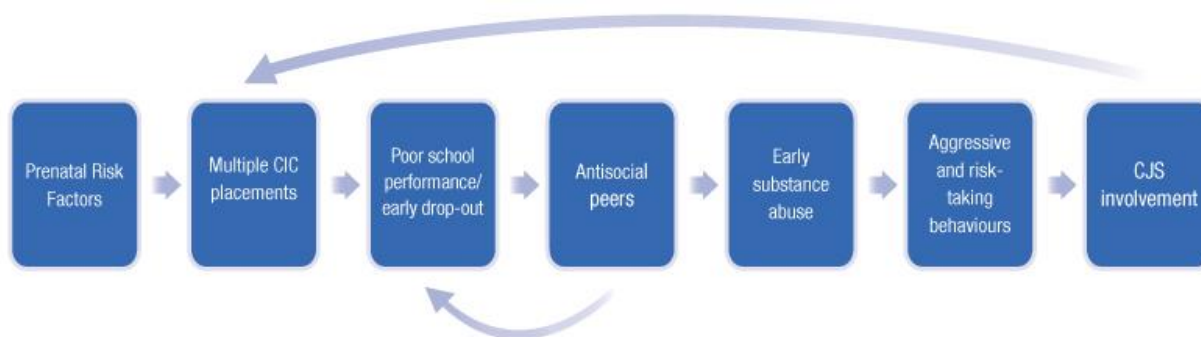 Prenatal Risk
Factors
Multiple CIC
placements
Poor school
performance/
early drop-out
Antisocial
peers
Early
substance
abuse
Aggressive
and risk-
taking
behaviours
CJS
involvement